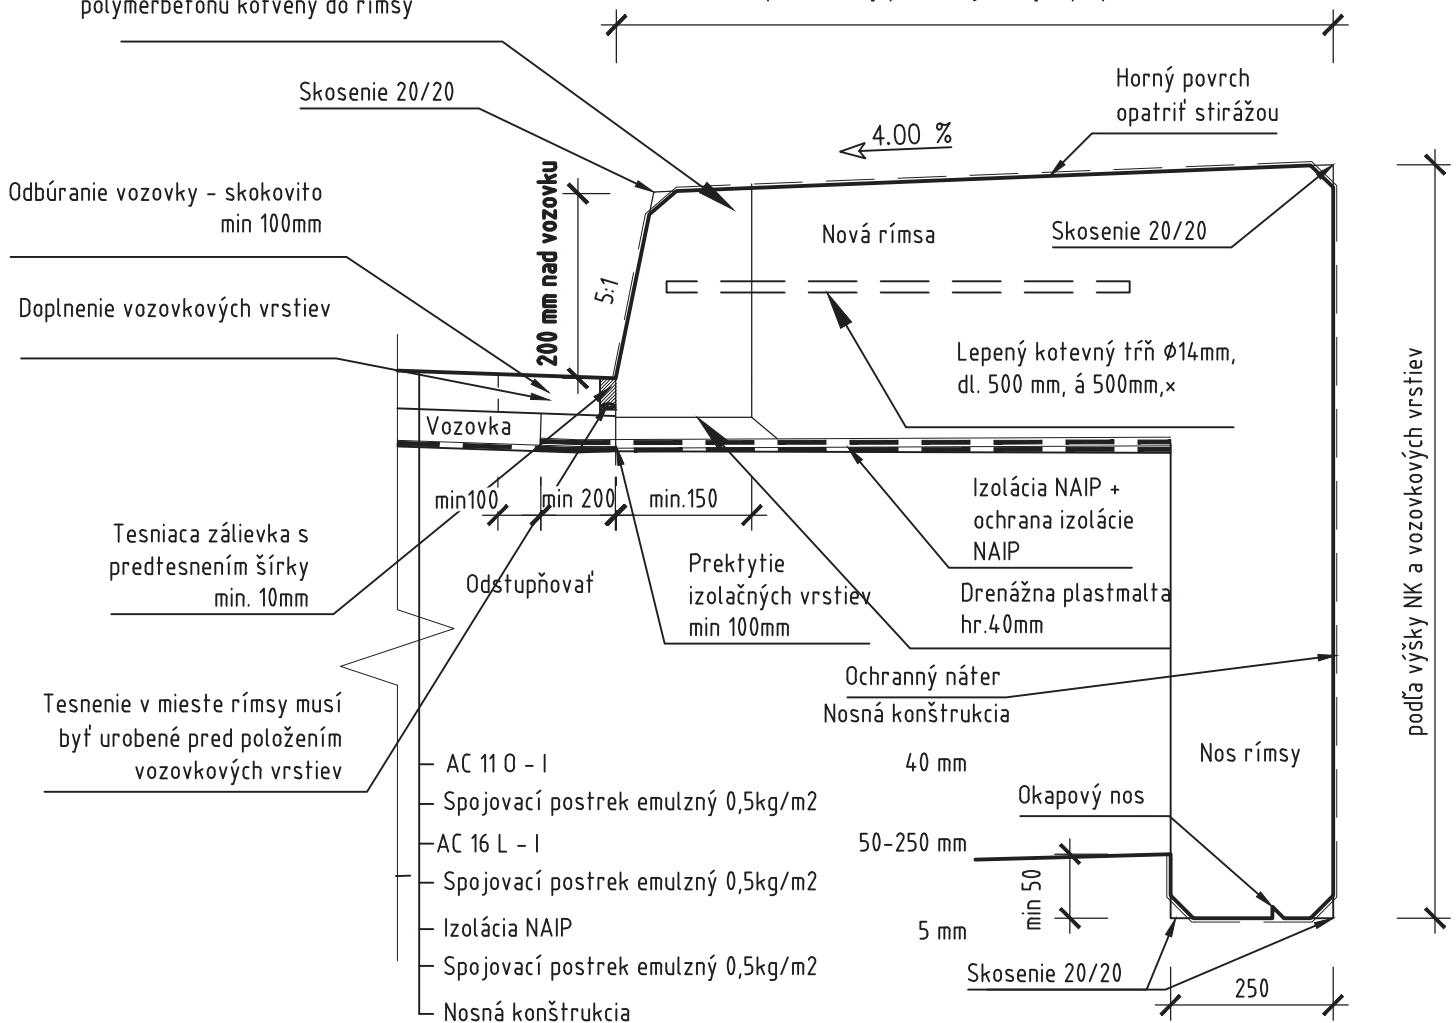 polymerbetónu kotvený do rímsy
Skosenie 20/20
Horný povrch
opatriť stirážou
4.00 %
Odbúranie vozovky - skokovito
min 100mm
200 mm nad vozovku
5:1
Nová rímsa
Skosenie 20/20
Doplnenie vozovkových vrstiev
Lepený kotevný tŕň Ø14mm,
dl. 500 mm, á 500mm,×
podľa výšky NK a vozovkových vrstiev
Vozovka
min100
min 200
min.150
Izolácia NAIP +
ochrana izolácie
NAIP
Tesniaca zálievka s
predtesnením šírky
min. 10mm
Odstupňovať
Prektytie
izolačných vrstiev
min 100mm
Drenážna plastmalta
hr.40mm
Ochranný náter
Nosná konštrukcia
Tesnenie v mieste rímsy musí
byť urobené pred položením
vozovkových vrstiev
Nos rímsy
AC 11 O - I 40 mm
Spojovací postrek emulzný 0,5kg/m2
Okapový nos
AC 16 L - I 50-250 mm
Spojovací postrek emulzný 0,5kg/m2
min 50
Izolácia NAIP 5 mm
Spojovací postrek emulzný 0,5kg/m2
Skosenie 20/20
250
Nosná konštrukcia